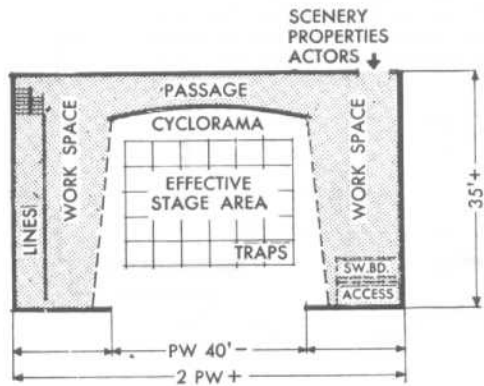 SCENERY
PROPERTIES
ACTORS
PASSAGE
CYCLORAMA
WORK SPACE
WORK SPACE
EFFECTIVE
STAGE AREA
LINES
TRAPS
SW.BD.
ACCESS
35'+
PW 40'-
2 PW +